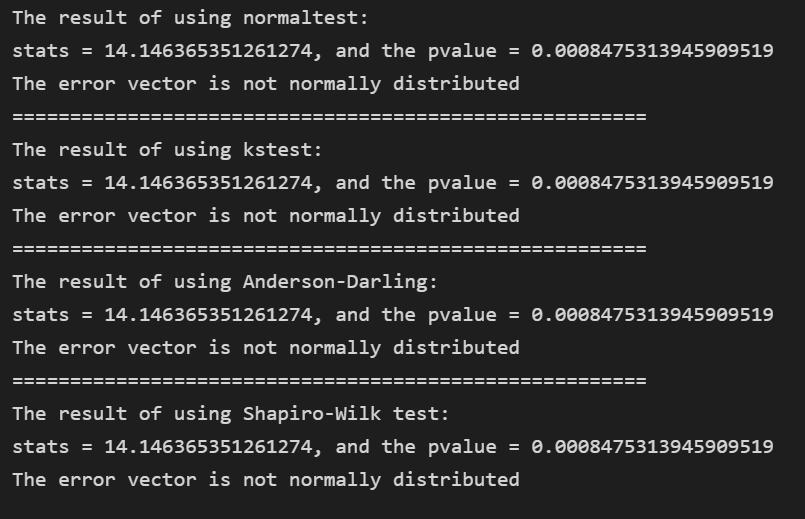 The result of using normaltest:
stats = 14.146365351261274, and the pvalue = 0.0008475313945909519
The error vector is not normally distributed
=======================================================
The result of using kstest:
stats = 14.146365351261274, and the pvalue = 0.0008475313945909519
The error vector is not normally distributed
=======================================================
The result of using Anderson-Darling:
stats = 14.146365351261274, and the pvalue = 0.0008475313945909519
The error vector is not normally distributed
=======================================================
The result of using Shapiro-Wilk test:
stats = 14.146365351261274, and the pvalue = 0.0008475313945909519
The error vector is not normally distributed